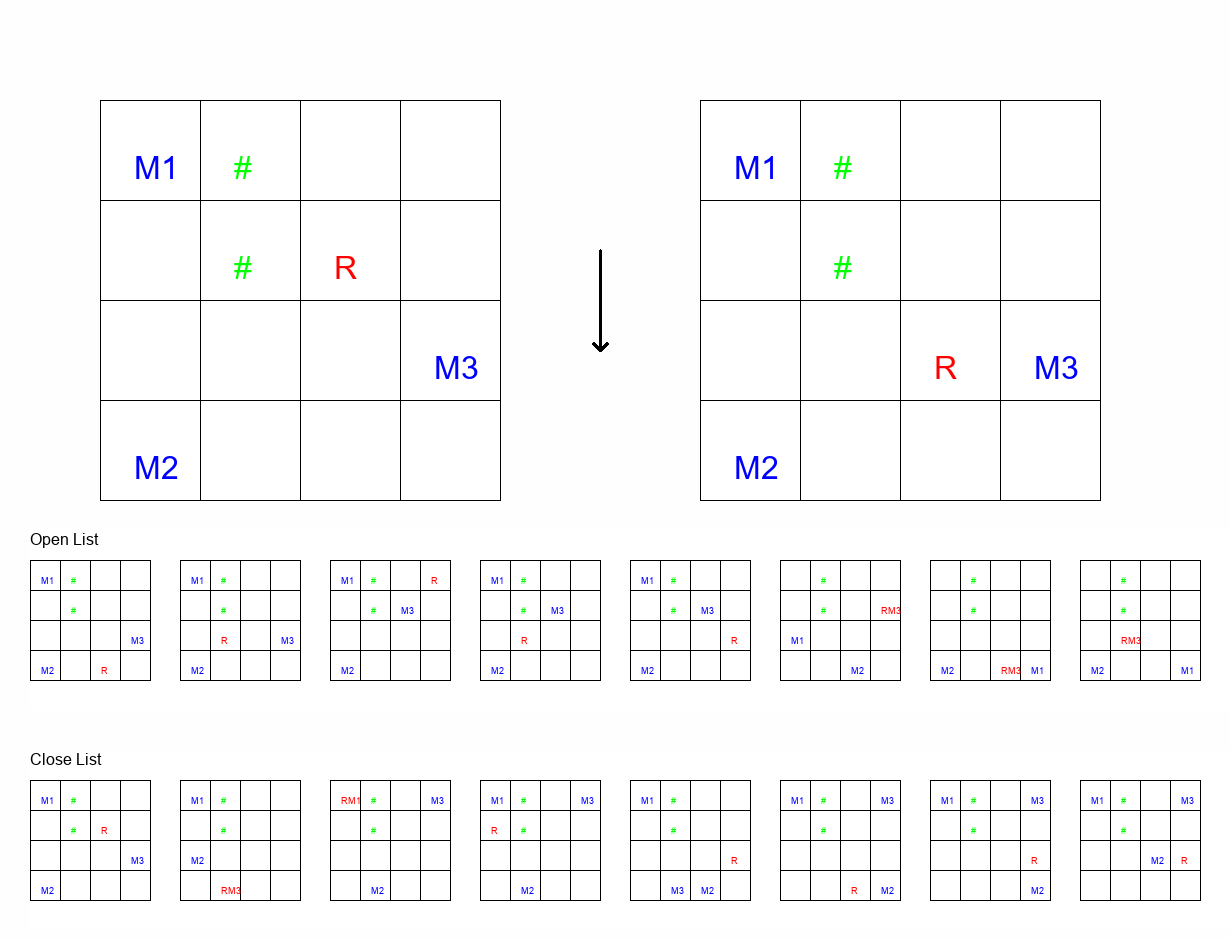 M1 # M1 #
# R #
M3 R M3
M2 M2
Open List
M1 # M1 # M1 # R M1 # M1 # # # #
# # # M3 # M3 # M3 # RM3 # #
M3 R M3 R R M1 RM3
M2 R M2 M2 M2 M2 M2 M2 RM3 M1 M2 M1
Close List
M1 # M1 # RM1 # M3 M1 # M3 M1 # M1 # M3 M1 # M3 M1 # M3
# R # # R # # # # #
M3 M2 R R M2 R
M2 RM3 M2 M2 M3 M2 R M2 M2